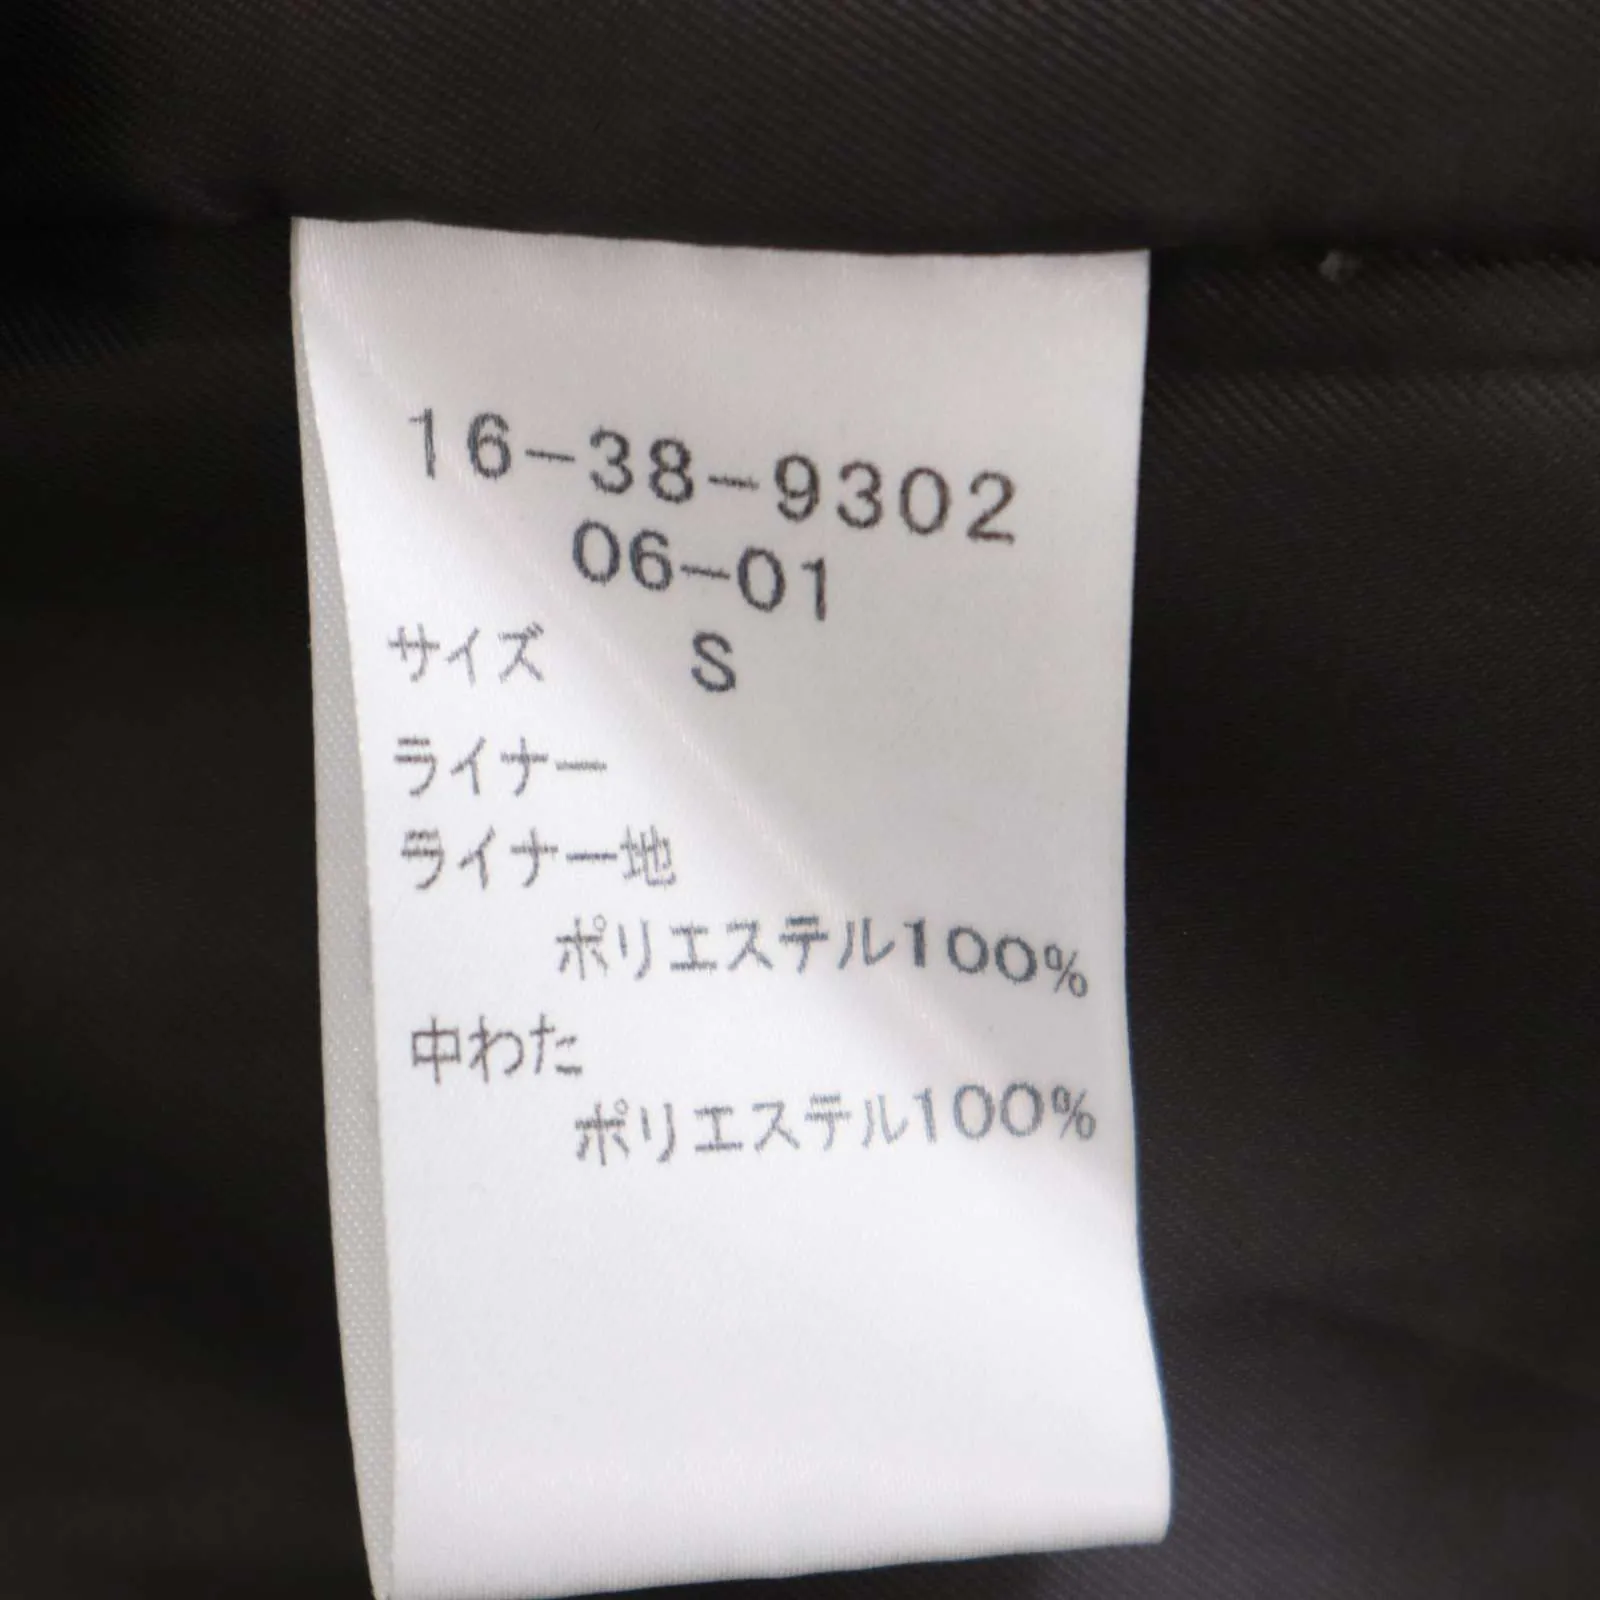 16-38-9302
06-01
サイズ S
ライナー
ライナー地
ポリエステル100%
中わた
ポリエステル100%